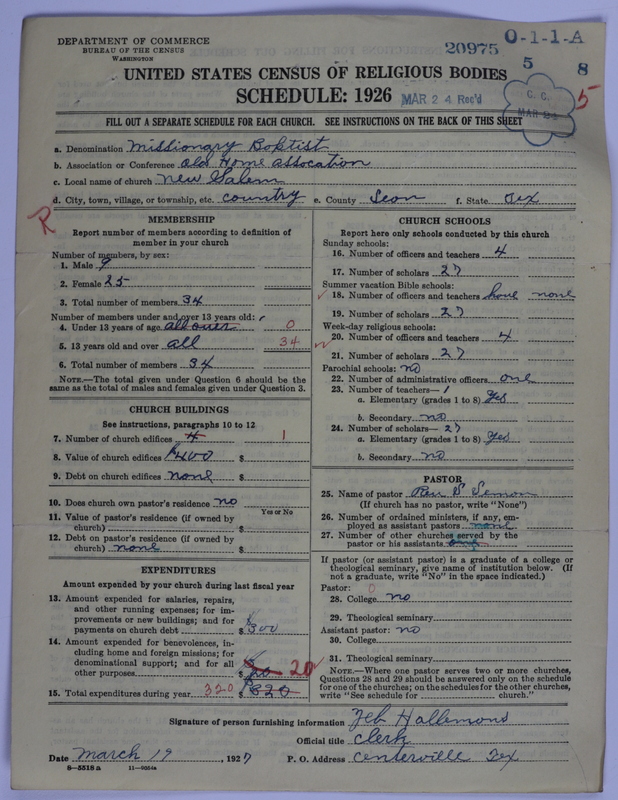 DEPARTMENT OF COMMERCE
BUREAU OF THE CENSUS
WASHINGTON
20975
O-1-1-A
5 8
UNITED STATES CENSUS OF RELIGIOUS BODIES
SCHEDULE: 1926
MAR 24 Rec'd
C. C.
MAR 24
5
FILL OUT A SEPARATE SCHEDULE FOR EACH CHURCH. SEE INSTRUCTIONS ON THE BACK OF THIS SHEET
a. Denomination Missionary Baptist
b. Association or Conference old Home assocation
c. Local name of church New Salem
d. City, town, village, or township, etc. country e. County Leon f. State Tex
R
MEMBERSHIP
Report number of members according to definition of member in your church
Number of members, by sex:
1. Male 9
2. Female 25
3. Total number of members 34
Number of members under and over 13 years old:
4. Under 13 years of age all over 0
5. 13 years old and over all 34
6. Total number of members 34
NOTE.—The total given under Question 6 should be the same as the total of males and females given under Question 3.
CHURCH BUILDINGS
See instructions, paragraphs 10 to 12
7. Number of church edifices 4 1
8. Value of church edifices $400 $
9. Debt on church edifices none $
10. Does church own pastor's residence no
Yes or No
11. Value of pastor's residence (if owned by church) $
12. Debt on pastor's residence (if owned by church) none $
EXPENDITURES
Amount expended by your church during last fiscal year
13. Amount expended for salaries, repairs, and other running expenses; for improvements or new buildings; and for payments on church debt $ $300
14. Amount expended for benevolences, including home and foreign missions; for denominational support; and for all other purposes $ 20
15. Total expenditures during year 320 $ $320
CHURCH SCHOOLS
Report here only schools conducted by this church
Sunday schools:
16. Number of officers and teachers 4
17. Number of scholars 27
Summer vacation Bible schools:
18. Number of officers and teachers none
19. Number of scholars 27
Week-day religious schools:
20. Number of officers and teachers 4
21. Number of scholars 27
Parochial schools: no
22. Number of administrative officers one
23. Number of teachers— 1
a. Elementary (grades 1 to 8) yes
b. Secondary no
24. Number of scholars— 27
a. Elementary (grades 1 to 8) yes
b. Secondary no
PASTOR
25. Name of pastor
(If church has no pastor, write "None")
26. Number of ordained ministers, if any, employed as assistant pastors none
27. Number of other churches served by the pastor or his assistants
If pastor (or assistant pastor) is a graduate of a college or theological seminary, give name of institution below. (If not a graduate, write "No" in the space indicated.)
Pastor: 0
28. College no
29. Theological seminary
Assistant pastor: no
30. College
31. Theological seminary
NOTE.—Where one pastor serves two or more churches, Questions 28 and 29 should be answered only on the schedule for one of the churches; on the schedules for the other churches, write "See schedule for church."
Signature of person furnishing information Zeb Hallemons
Official title Clerk
Date March 19, 1927 P. O. Address Centerville Tex
8—5518 a 11—9534a